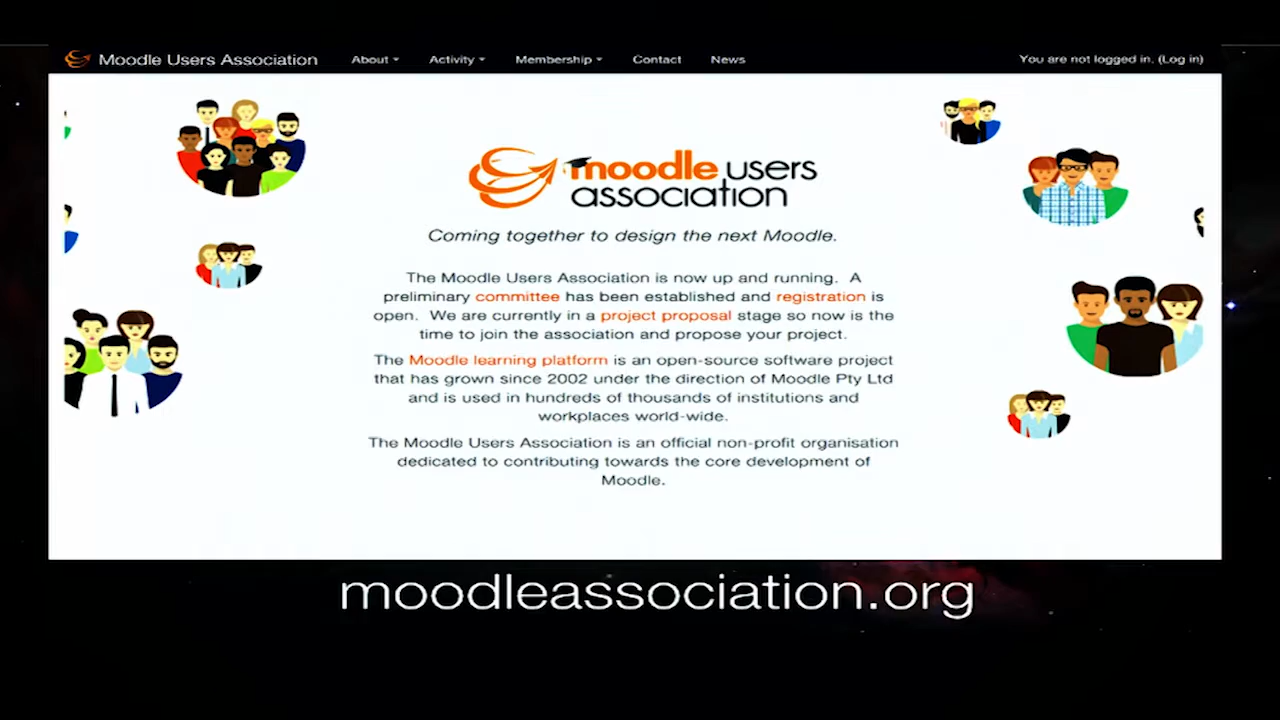 Moodle Users Association About Activity Membership Contact News You are not logged in. (Log in)
moodle users
association
Coming together to design the next Moodle.
The Moodle Users Association is now up and running. A
preliminary committee has been established and registration is
open. We are currently in a project proposal stage so now is the
time to join the association and propose your project.
The Moodle learning platform is an open-source software project
that has grown since 2002 under the direction of Moodle Pty Ltd
and is used in hundreds of thousands of institutions and
workplaces world-wide.
The Moodle Users Association is an official non-profit organisation
dedicated to contributing towards the core development of
Moodle.
moodleassociation.org